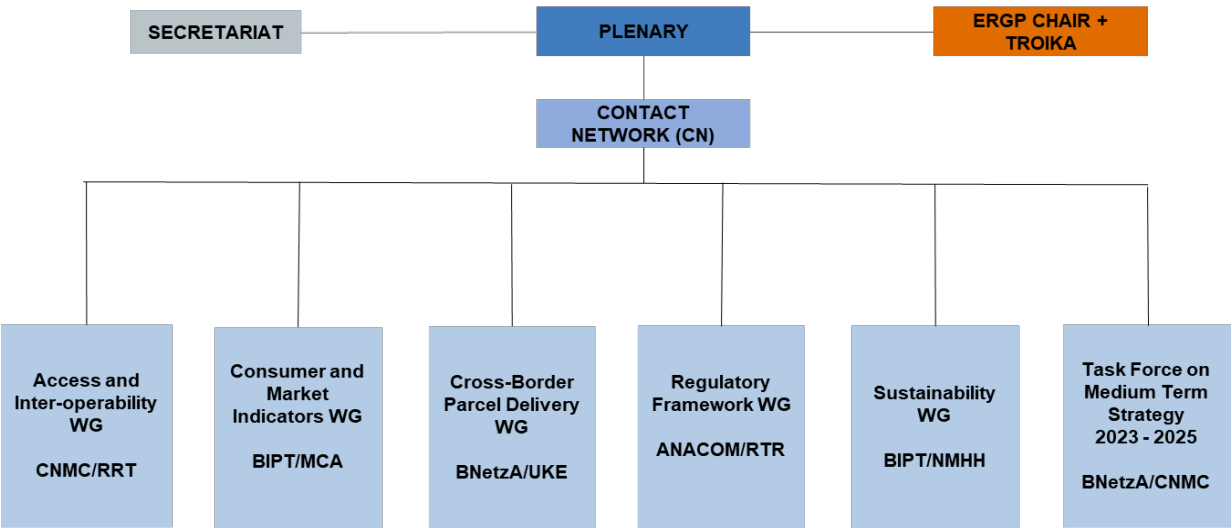 SECRETARIAT
PLENARY
ERGP CHAIR +
TROIKA
CONTACT
NETWORK (CN)
Access and
Inter-operability
WG
CNMC/RRT
Consumer and
Market
Indicators WG
BIPT/MCA
Cross-Border
Parcel Delivery
WG
BNetzA/UKE
Regulatory
Framework WG
ANACOM/RTR
Sustainability
WG
BIPT/NMHH
Task Force on
Medium Term
Strategy
2023 - 2025
BNetzA/CNMC